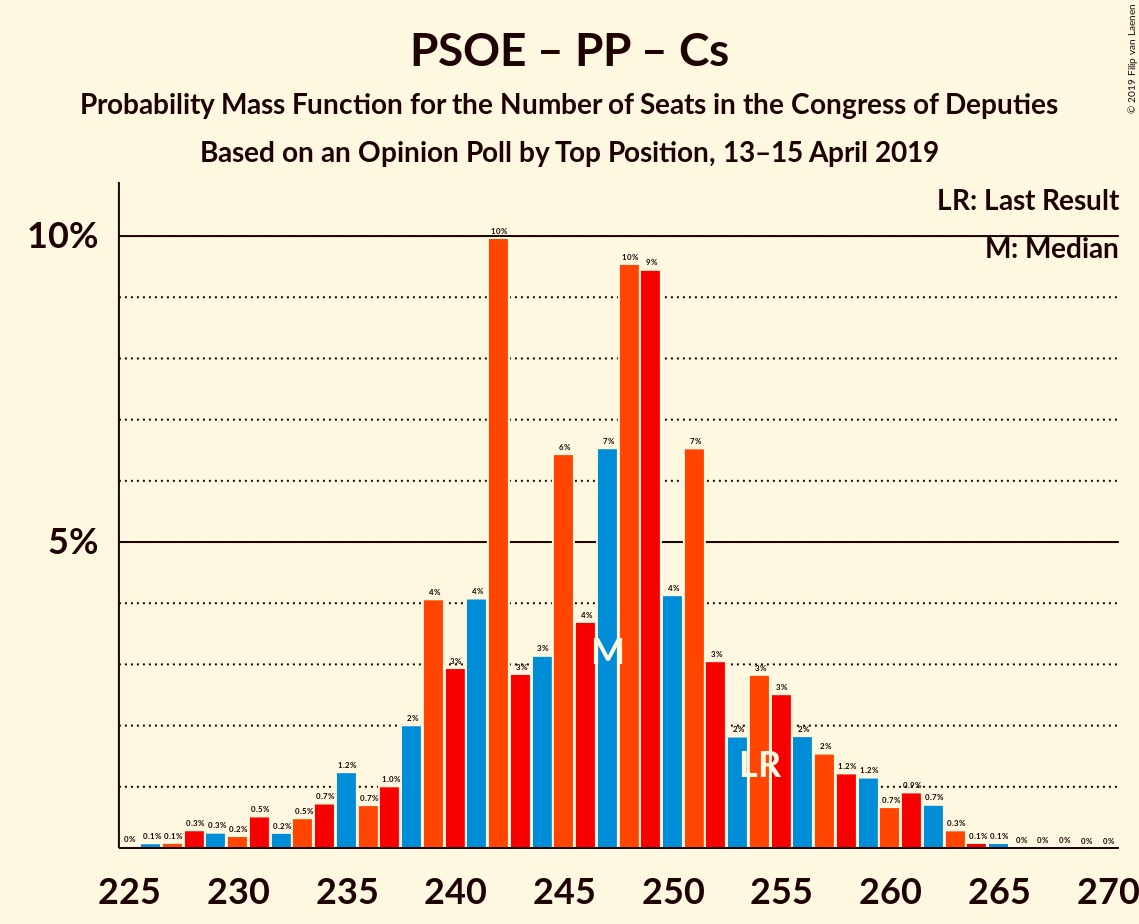 PSOE – PP – Cs
Probability Mass Function for the Number of Seats in the Congress of Deputies
Based on an Opinion Poll by Top Position, 13–15 April 2019
© 2019 Filip van Laenen
LR: Last Result
M: Median
10%
5%
0% 0.1% 0.1% 0.3% 0.3% 0.2% 0.5% 0.2% 0.5% 0.7% 1.2% 0.7% 1.0% 2% 4% 3% 4% 10% 3% 3% 6% 4% 7% 10% 9% 4% 7% 3% 2% 3% 3% 2% 2% 1.2% 1.2% 0.7% 0.9% 0.7% 0.3% 0.1% 0.1% 0% 0% 0% 0% 0%
M
LR
225 230 235 240 245 250 255 260 265 270